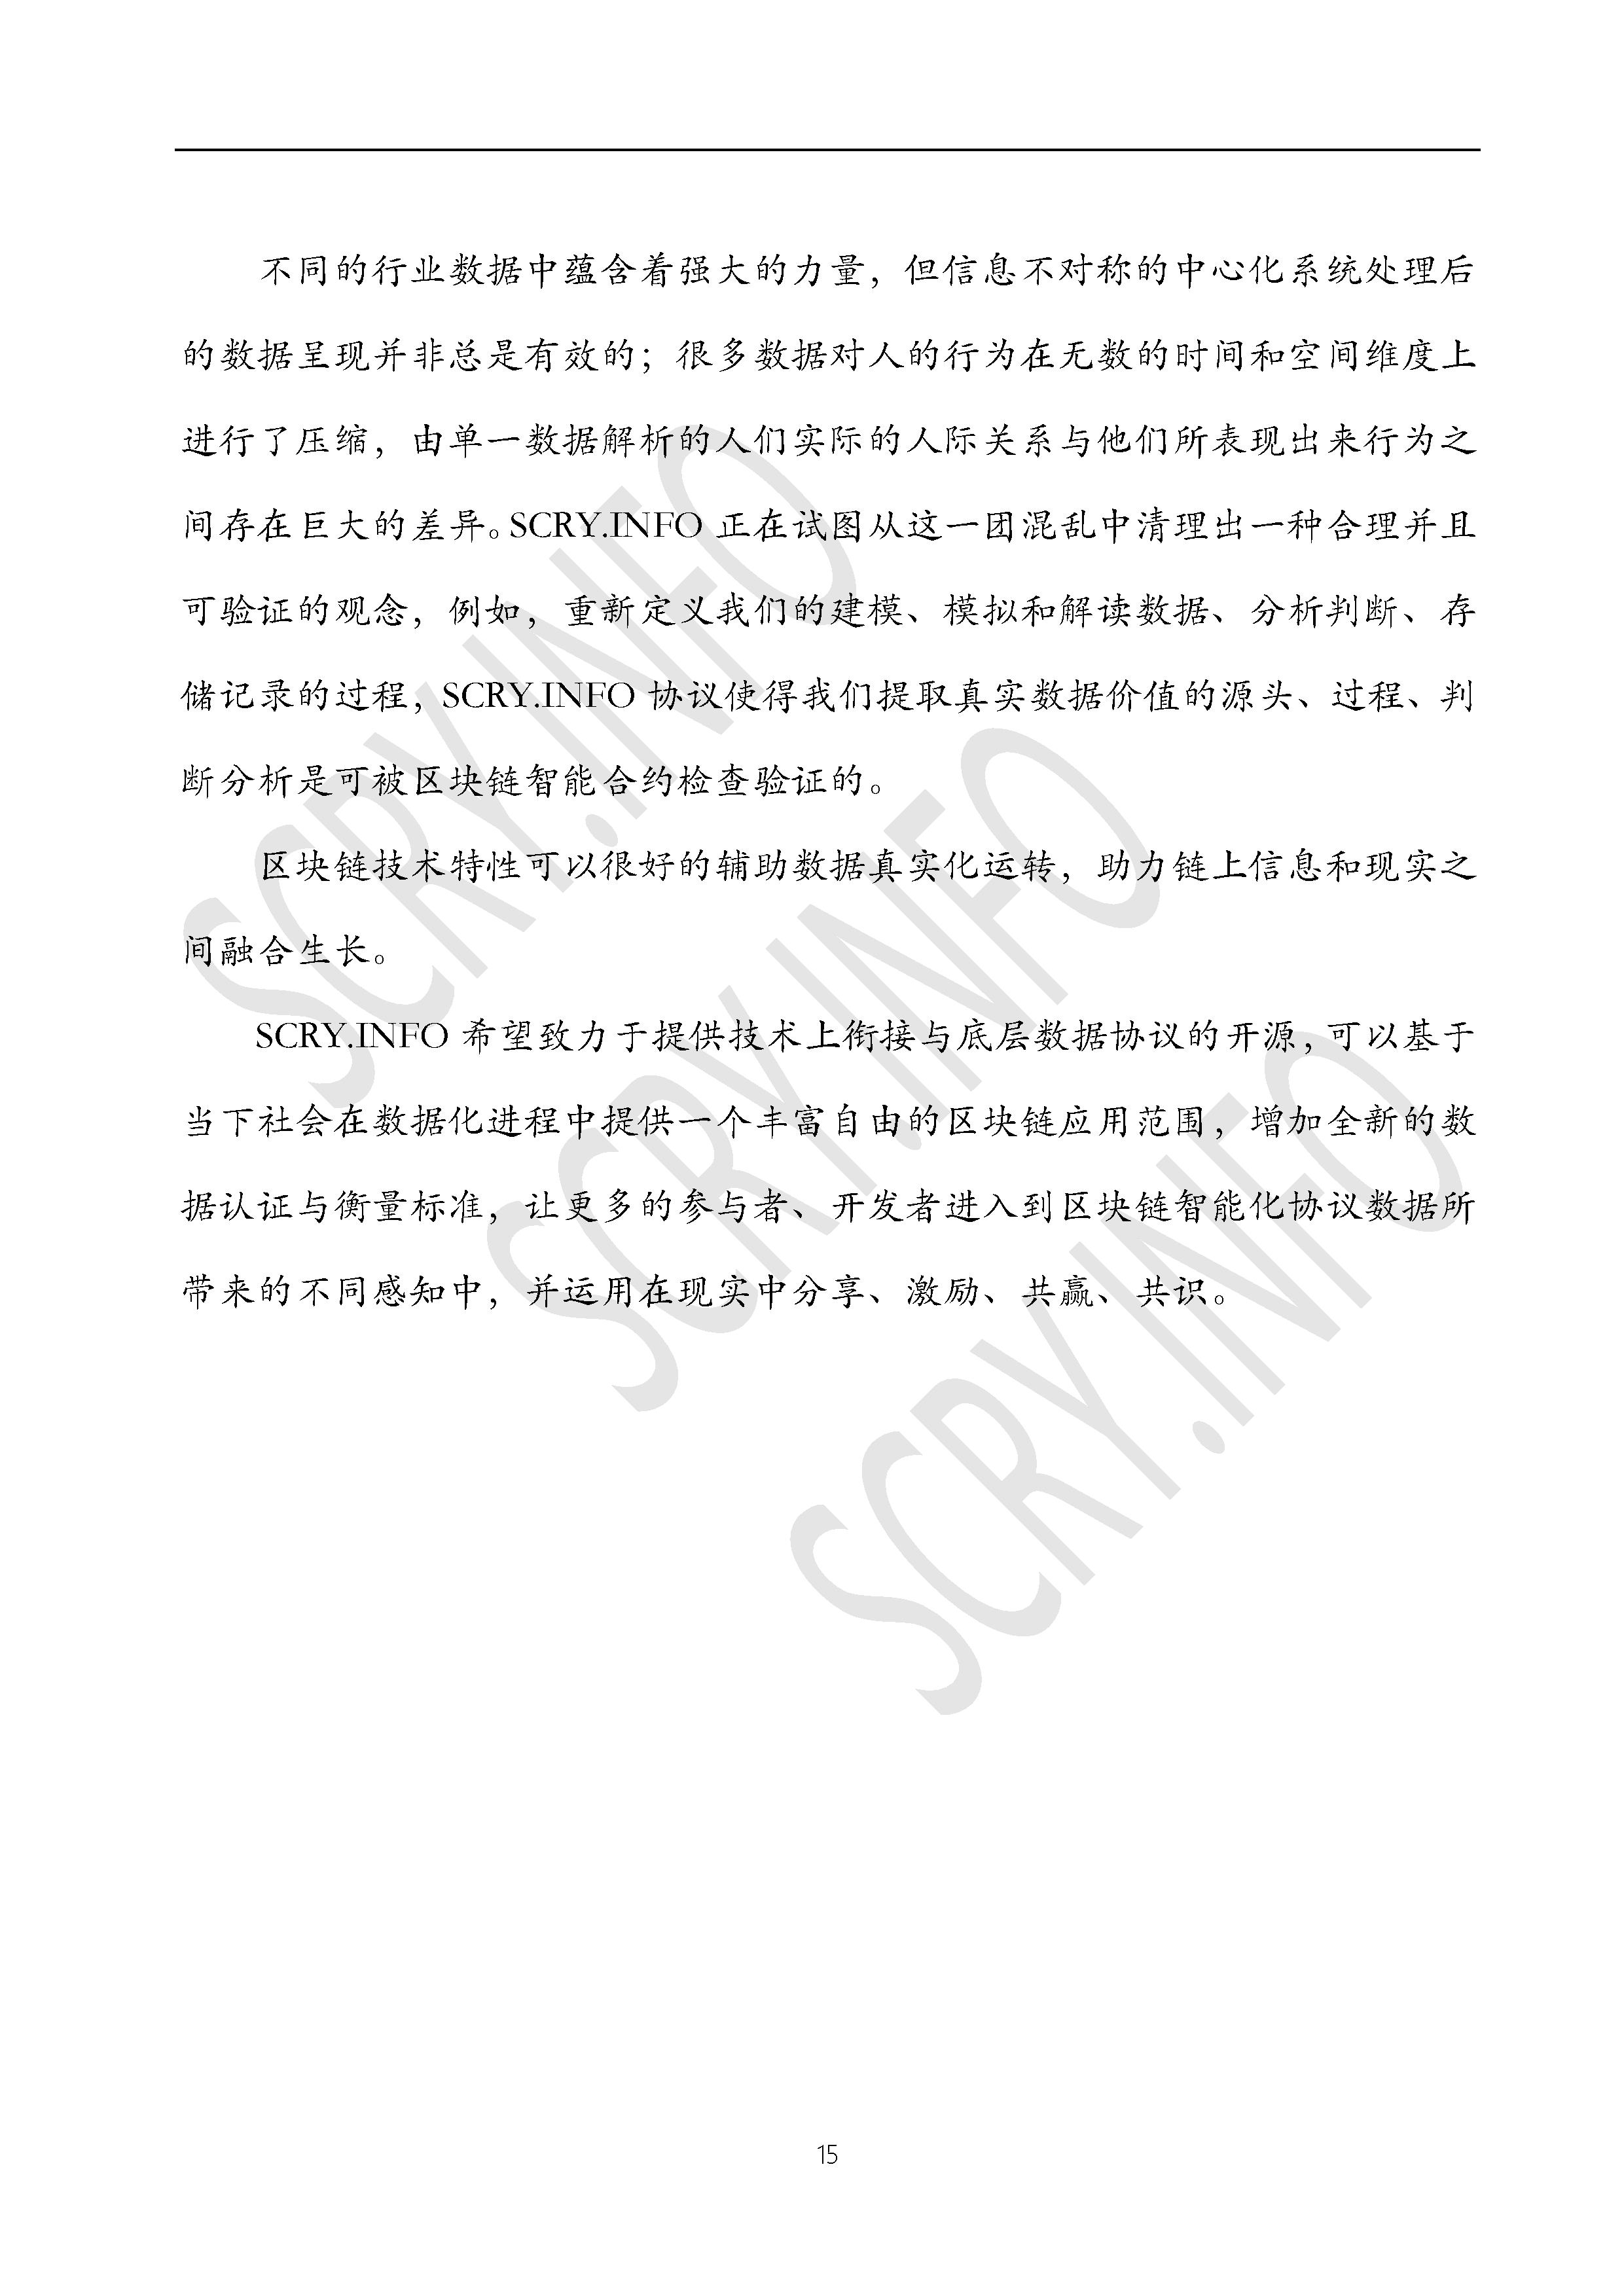 不同的行业数据中蕴含着强大的力量，但信息不对称的中心化系统处理后
的数据呈现并非总是有效的；很多数据对人的行为在无数的时间和空间维度上
进行了压缩，由单一数据解析的人们实际的人际关系与他们所表现出来行为之
间存在巨大的差异。SCRY.INFO 正在试图从这一团混乱中清理出一种合理并且
可验证的观念，例如，重新定义我们的建模、模拟和解读数据、分析判断、存
储记录的过程，SCRY.INFO 协议使得我们提取真实数据价值的源头、过程、判
断分析是可被区块链智能合约检查验证的。
区块链技术特性可以很好的辅助数据真实化运转，助力链上信息和现实之
间融合生长。
SCRY.INFO 希望致力于提供技术上衔接与底层数据协议的开源，可以基于
当下社会在数据化进程中提供一个丰富自由的区块链应用范围，增加全新的数
据认证与衡量标准，让更多的参与者、开发者进入到区块链智能化协议数据所
带来的不同感知中，并运用在现实中分享、激励、共赢、共识。
SCRY.INFO
SCRY.INFO
SCRY.INFO
15